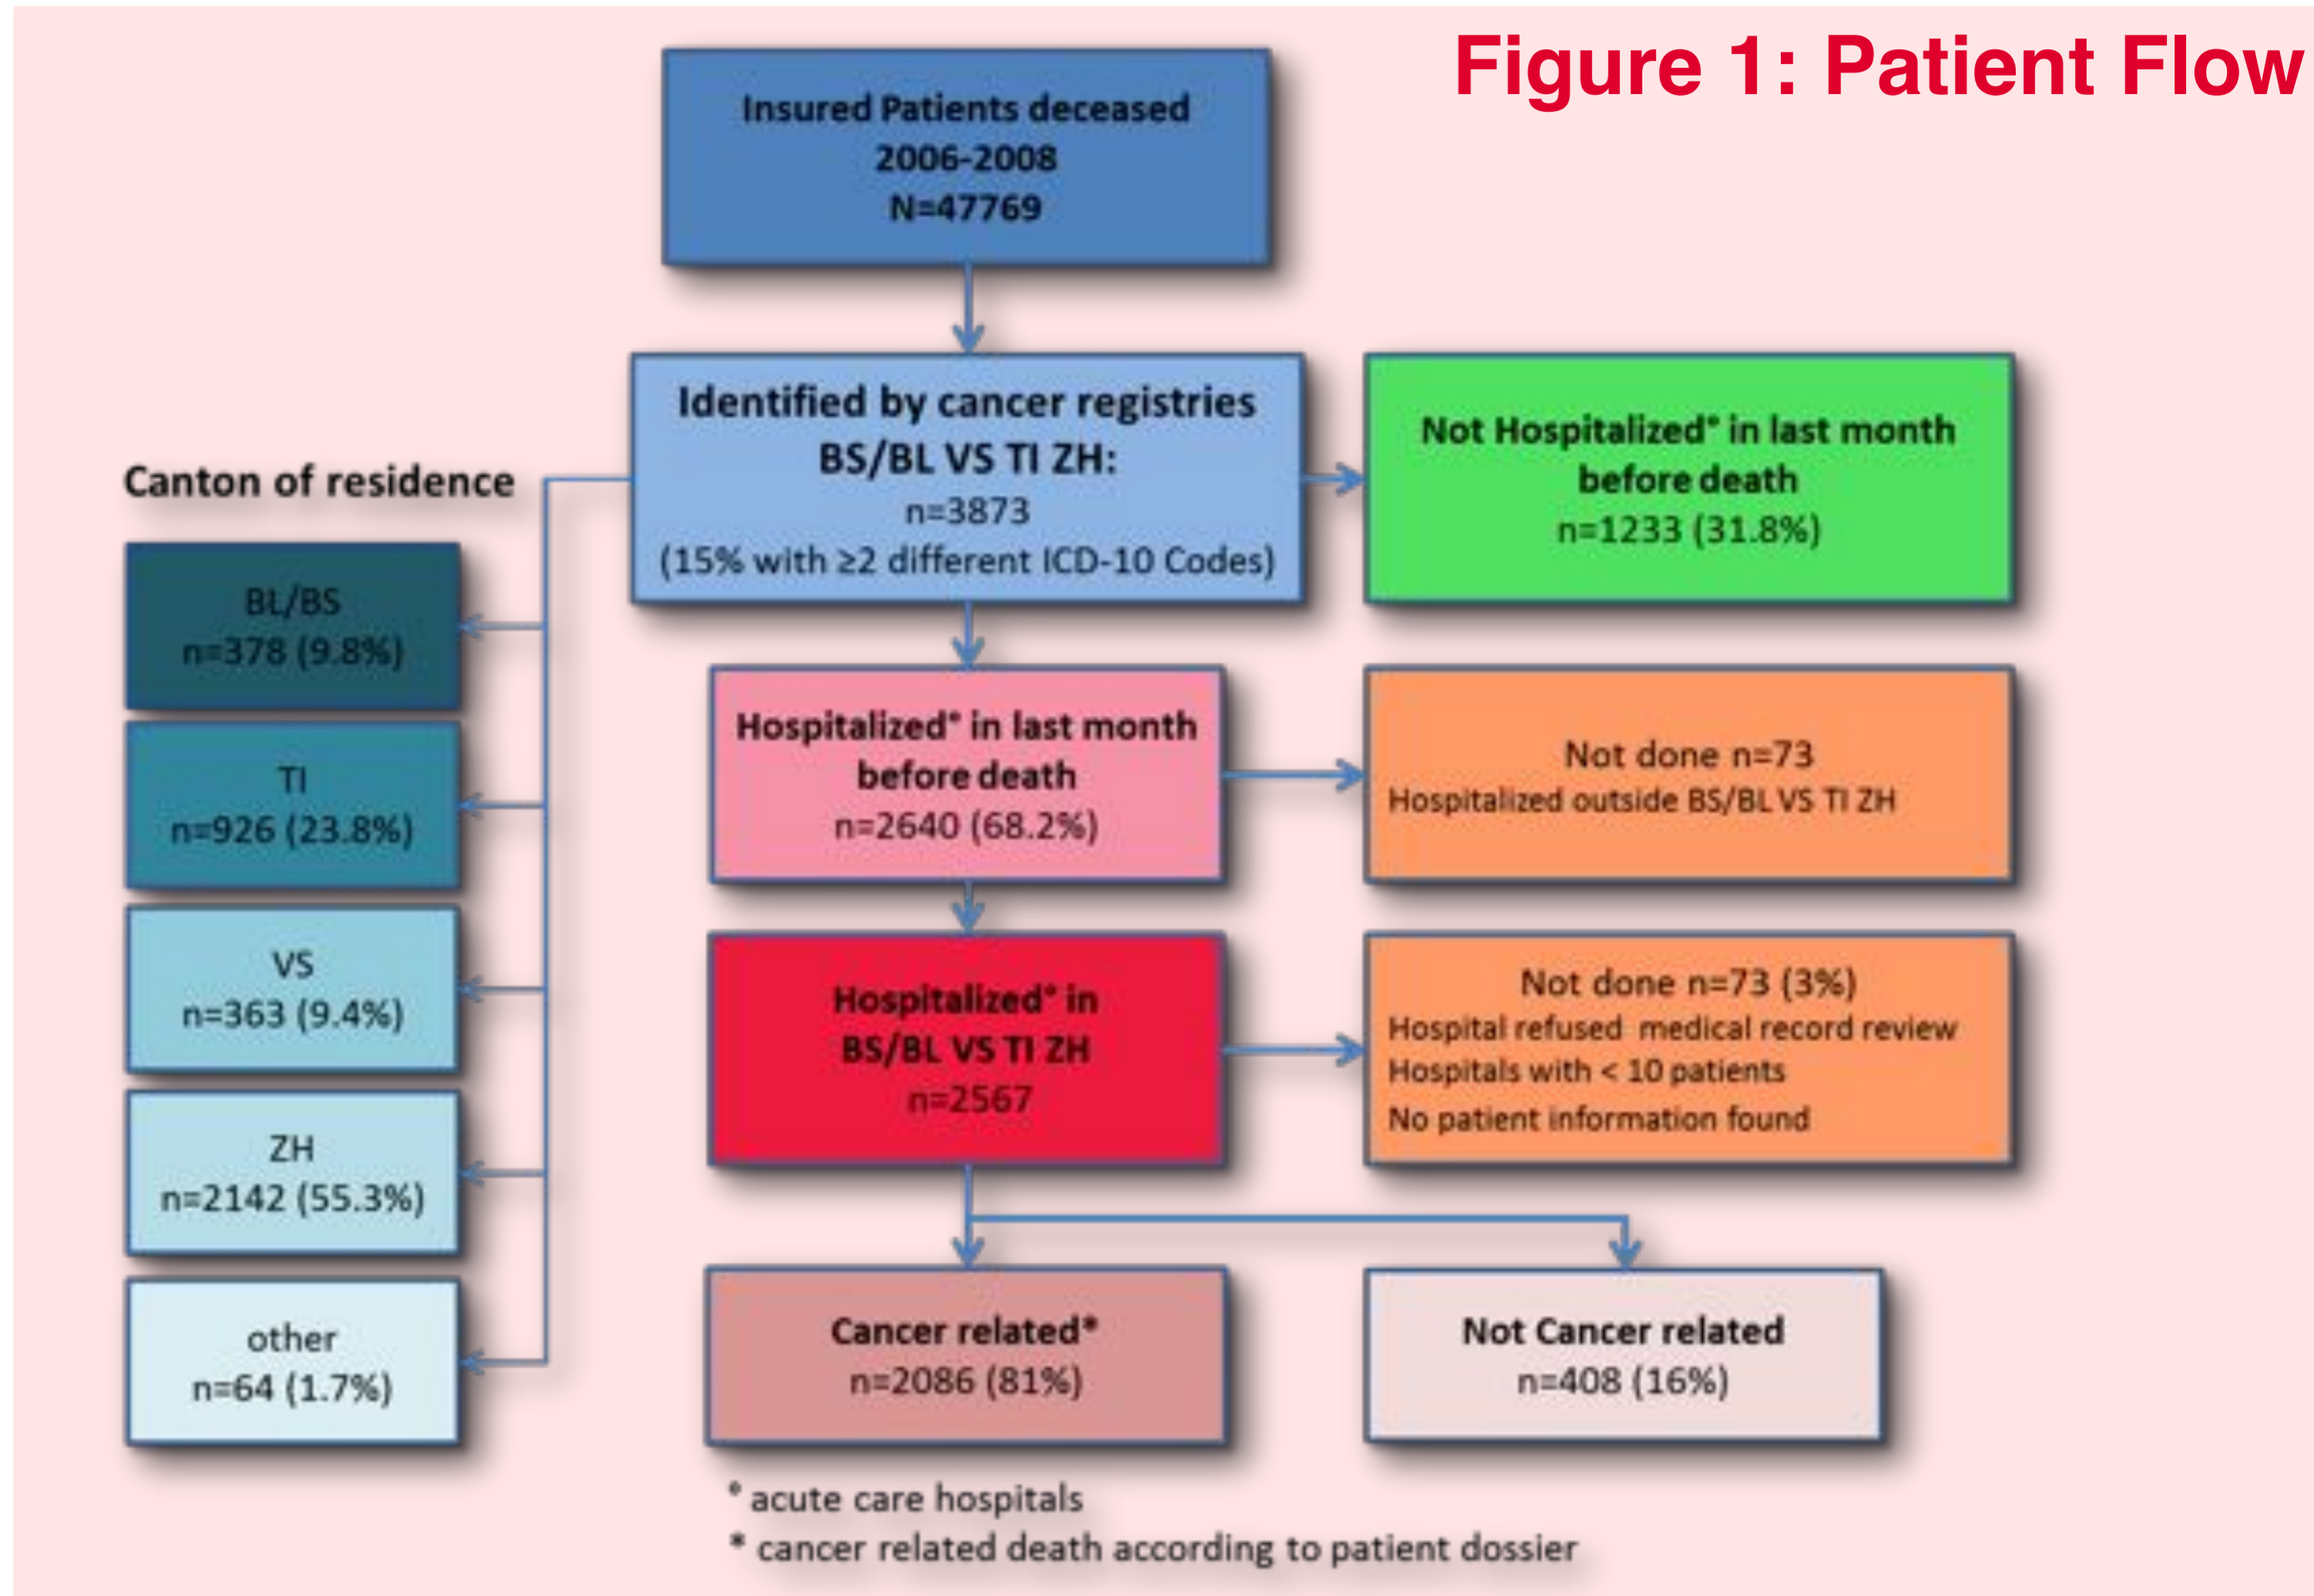 Figure 1: Patient Flow
Insured Patients deceased
2006-2008
N=47769
Identified by cancer registries
BS/BL VS TI ZH:
n=3873
(15% with ≥2 different ICD-10 Codes)
Not Hospitalized° in last month
before death
n=1233 (31.8%)
Canton of residence
BL/BS
n=378 (9.8%)
TI
n=926 (23.8%)
VS
n=363 (9.4%)
ZH
n=2142 (55.3%)
other
n=64 (1.7%)
Hospitalized° in last month
before death
n=2640 (68.2%)
Not done n=73
Hospitalized outside BS/BL VS TI ZH
Hospitalized° in
BS/BL VS TI ZH
n=2567
Not done n=73 (3%)
Hospital refused medical record review
Hospitals with < 10 patients
No patient information found
Cancer related*
n=2086 (81%)
Not Cancer related
n=408 (16%)
° acute care hospitals
* cancer related death according to patient dossier